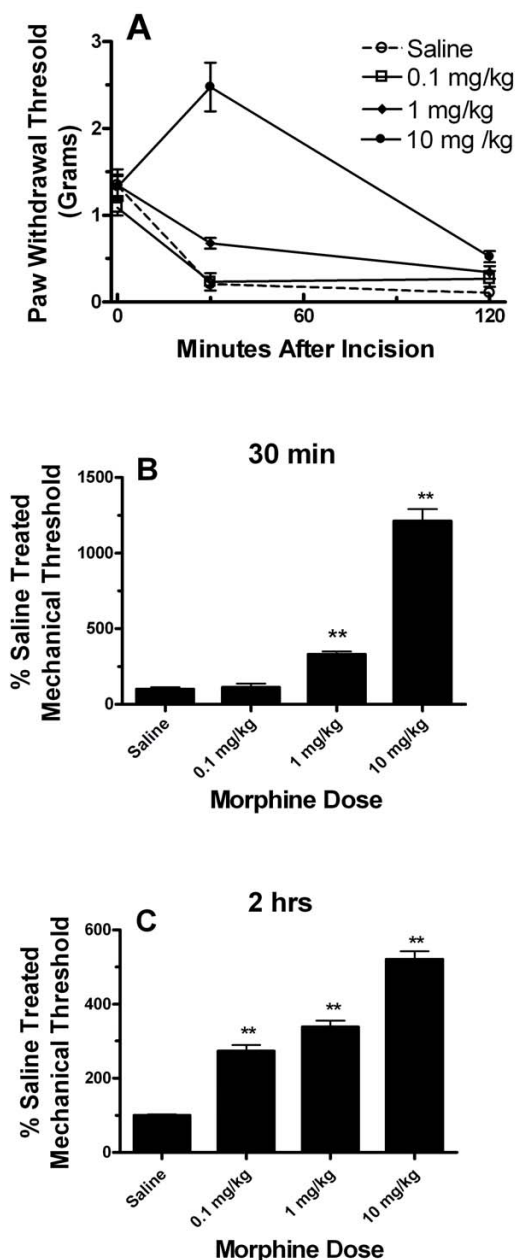 A
Saline
0.1 mg/kg
1 mg/kg
10 mg /kg
Paw Withdrawal Thresold
(Grams)
3
2
1
0
0
60
120
Minutes After Incision
B
30 min
% Saline Treated
Mechanical Threshold
1500
1000
500
0
**
**
Saline
0.1 mg/kg
1 mg/kg
10 mg/kg
Morphine Dose
C
2 hrs
% Saline Treated
Mechanical Threshold
600
400
200
0
**
**
**
Saline
0.1 mg/kg
1 mg/kg
10 mg/kg
Morphine Dose